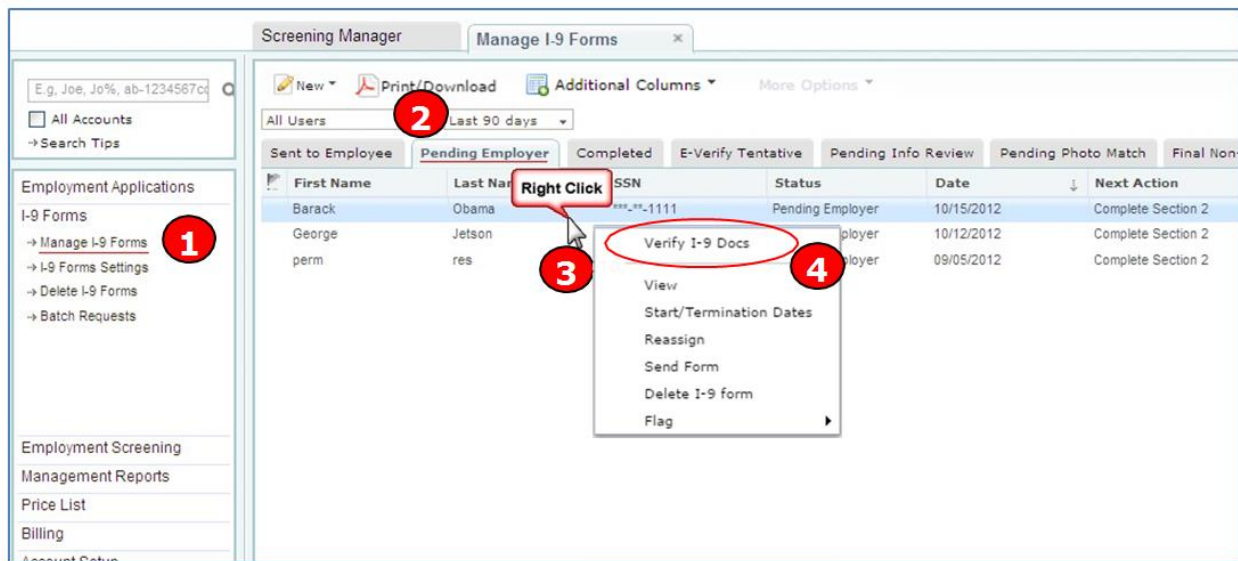 Screening Manager
Manage I-9 Forms ×
E.g, Joe, Jo%, ab-1234567
All Accounts
→Search Tips
Employment Applications
I-9 Forms
→ Manage I-9 Forms
1
→ I-9 Forms Settings
→ Delete I-9 Forms
→ Batch Requests
Employment Screening
Management Reports
Price List
Billing
Account Setup
New Print/Download Additional Columns More Options
All Users 2 Last 90 days
Sent to Employee Pending Employer Completed E-Verify Tentative Pending Info Review Pending Photo Match Final Non-
First Name Last Nam SSN Status Date ↓ Next Action
Right Click
Barack Obama ***-**-1111 Pending Employer 10/15/2012 Complete Section 2
George Jetson ployer 10/12/2012 Complete Section 2
perm res ployer 09/05/2012 Complete Section 2
3
Verify I-9 Docs
4
View
Start/Termination Dates
Reassign
Send Form
Delete I-9 form
Flag